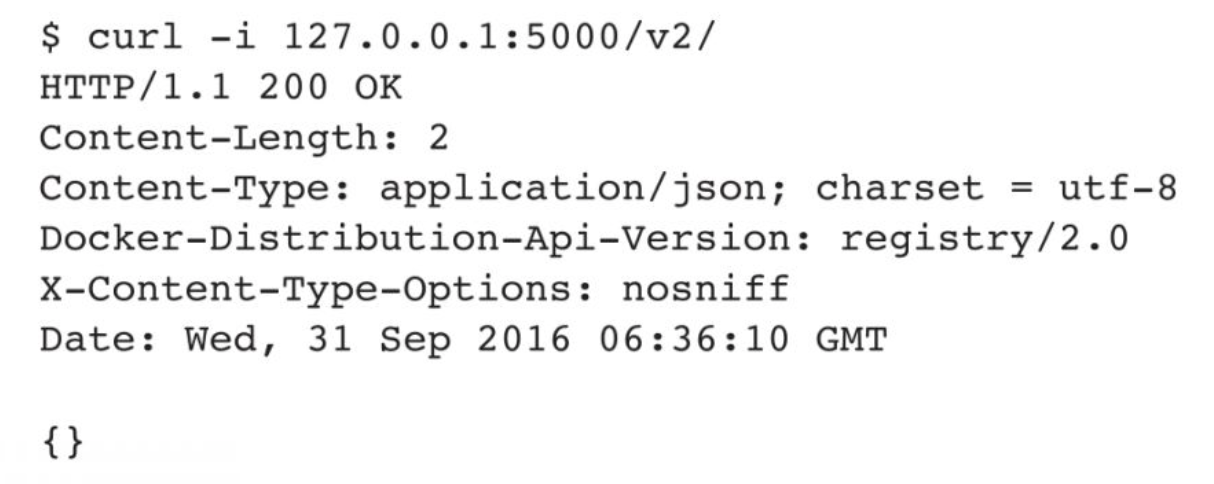 $ curl -i 127.0.0.1:5000/v2/
HTTP/1.1 200 OK
Content-Length: 2
Content-Type: application/json; charset = utf-8
Docker-Distribution-Api-Version: registry/2.0
X-Content-Type-Options: nosniff
Date: Wed, 31 Sep 2016 06:36:10 GMT
{}